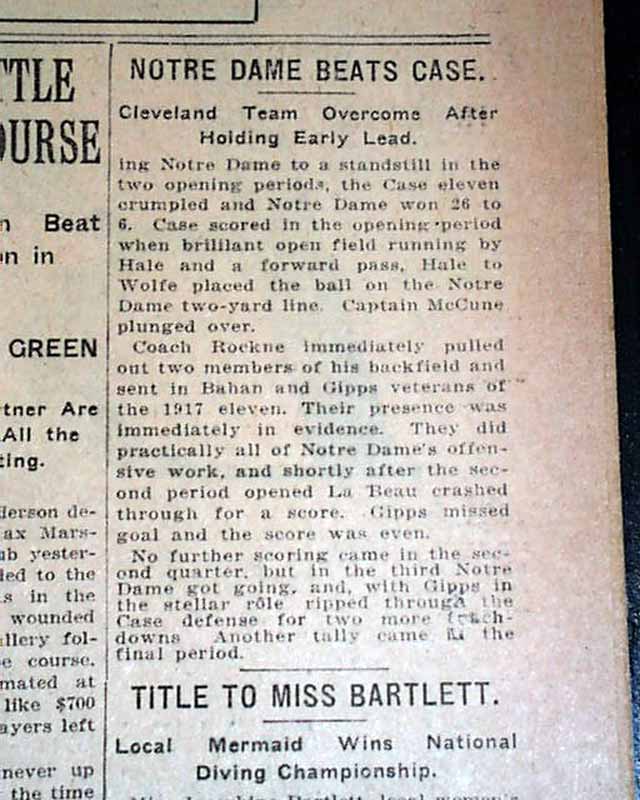 TTLE
OURSE
n Beat
on in
GREEN
rtner Are
All the
ting.
derson de-
ax Mars-
ub yester-
ded to the
s in the
wounded
allery fol-
e course.
mated at
like $700
ayers left
never up
the time
NOTRE DAME BEATS CASE.
Cleveland Team Overcome After
Holding Early Lead.
ing Notre Dame to a standstill in the
two opening periods, the Case eleven
crumpled and Notre Dame won 26 to
6. Case scored in the opening period
when brililant open field running by
Hale and a forward pass, Hale to
Wolfe placed the ball on the Notre
Dame two-yard line. Captain McCune
plunged over.
Coach Rockne immediately pulled
out two members of his backfield and
sent in Bahan and Gipps veterans of
the 1917 eleven. Their presence was
immediately in evidence. They did
practically all of Notre Dame's offen-
sive work, and shortly after the sec-
ond period opened La Beau crashed
through for a score. Gipps missed
goal and the score was even.
No further scoring came in the sec-
ond quarter, but in the third Notre
Dame got going, and, with Gipps in
the stellar rôle ripped through the
Case defense for two more touch-
downs Another tally came in the
final period.
TITLE TO MISS BARTLETT.
Local Mermaid Wins National
Diving Championship.